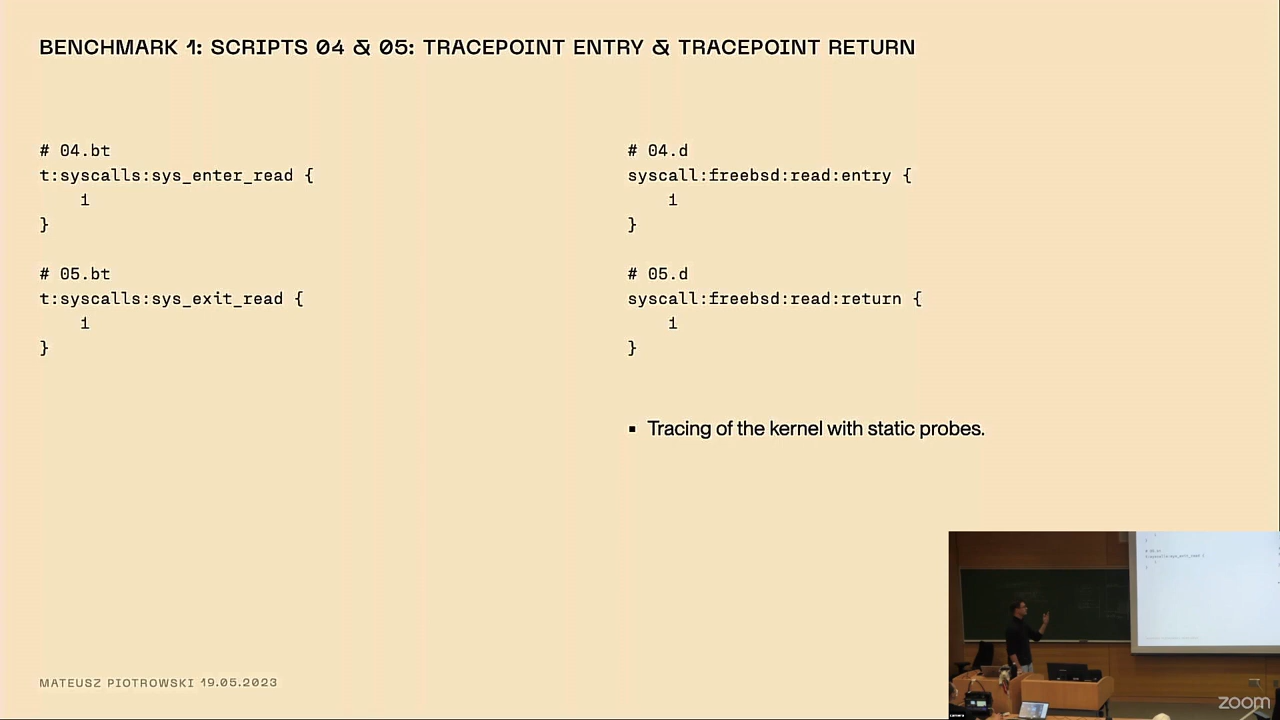 BENCHMARK 1: SCRIPTS 04 & 05: TRACEPOINT ENTRY & TRACEPOINT RETURN
# 04.bt
t:syscalls:sys_enter_read {
    1
}
# 05.bt
t:syscalls:sys_exit_read {
    1
}
# 04.d
syscall:freebsd:read:entry {
    1
}
# 05.d
syscall:freebsd:read:return {
    1
}
▪ Tracing of the kernel with static probes.
MATEUSZ PIOTROWSKI 19.05.2023
zoom